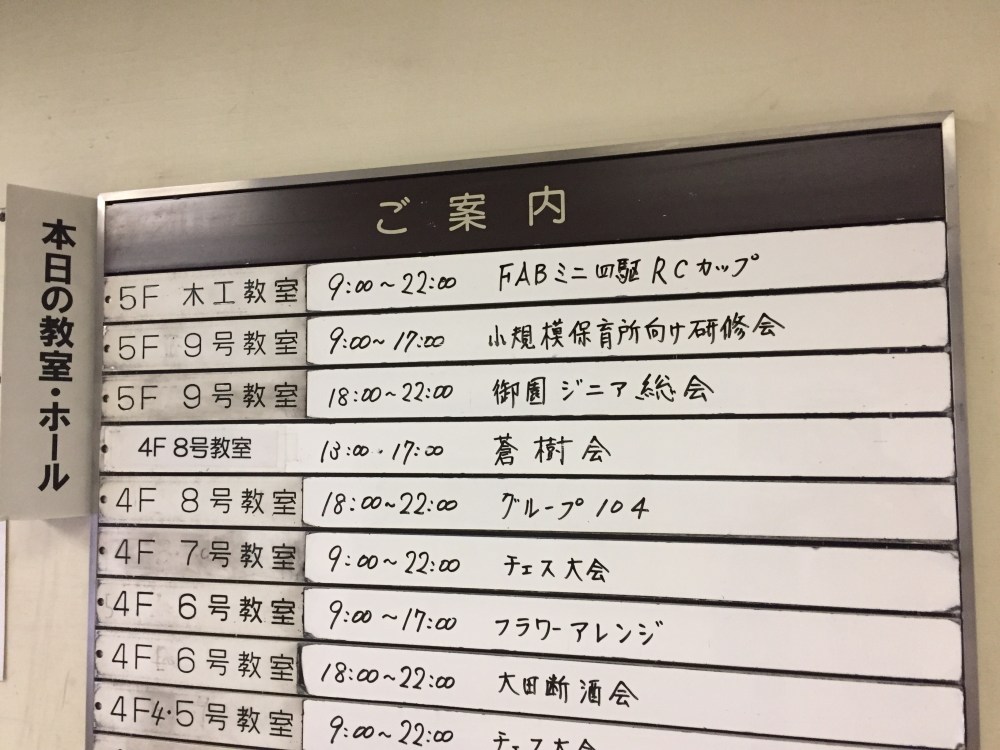 本日の教室・ホール
ご案内
5F 木工教室 9:00～22:00 FABミニ四駆RCカップ
5F 9号教室 9:00～17:00 小規模保育所向け研修会
5F 9号教室 18:00～22:00 御園ジニア総会
4F 8号教室 13:00・17:00 蒼樹会
4F 8号教室 18:00～22:00 グループ104
4F 7号教室 9:00～22:00 チェス大会
4F 6号教室 9:00～17:00 フラワーアレンジ
4F 6号教室 18:00～22:00 大田断酒会
4F4・5号教室 9:00～22:00 チェス大会